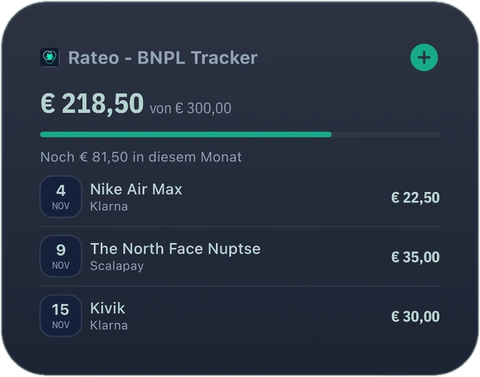 Rateo - BNPL Tracker
€ 218,50 von € 300,00
Noch € 81,50 in diesem Monat
4 NOV
Nike Air Max
Klarna
€ 22,50
9 NOV
The North Face Nuptse
Scalapay
€ 35,00
15 NOV
Kivik
Klarna
€ 30,00